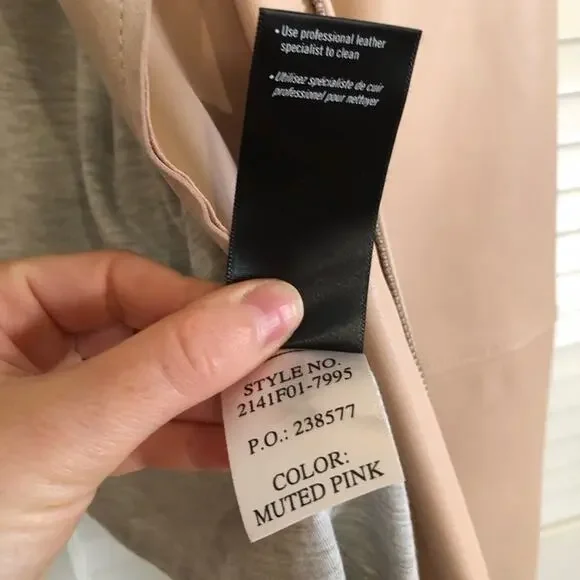 • Use professional leather
specialist to clean
• Utilisez spécialiste de cuir
professionel pour nettoyer
STYLE NO.
2141F01-7995
P.O.: 238577
COLOR:
MUTED PINK